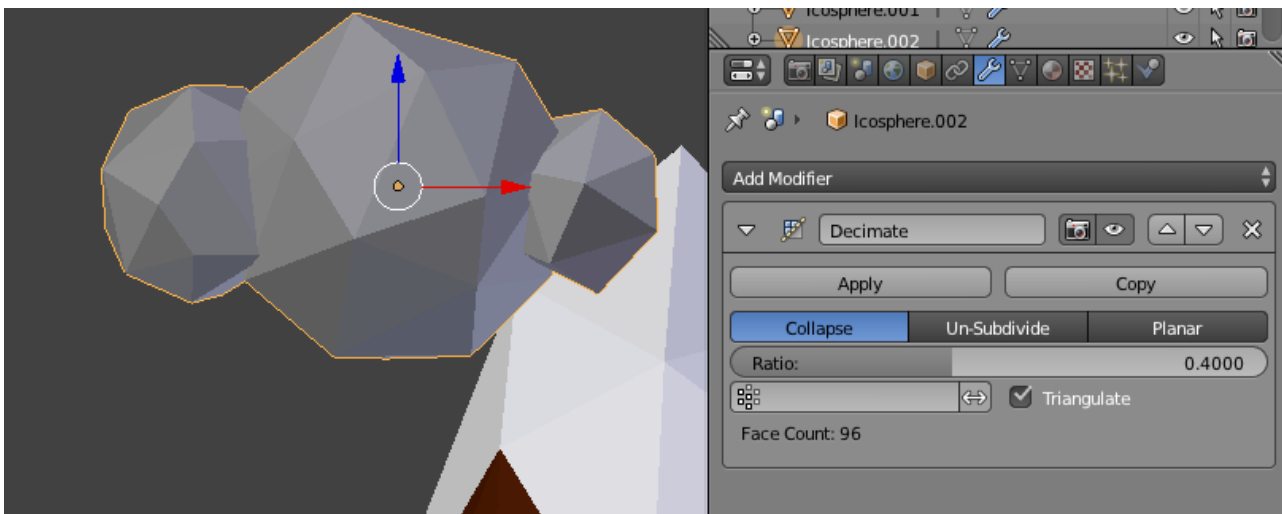 Icosphere.001
Icosphere.002
Icosphere.002
Add Modifier
Decimate
Apply Copy
Collapse Un-Subdivide Planar
Ratio: 0.4000
Triangulate
Face Count: 96